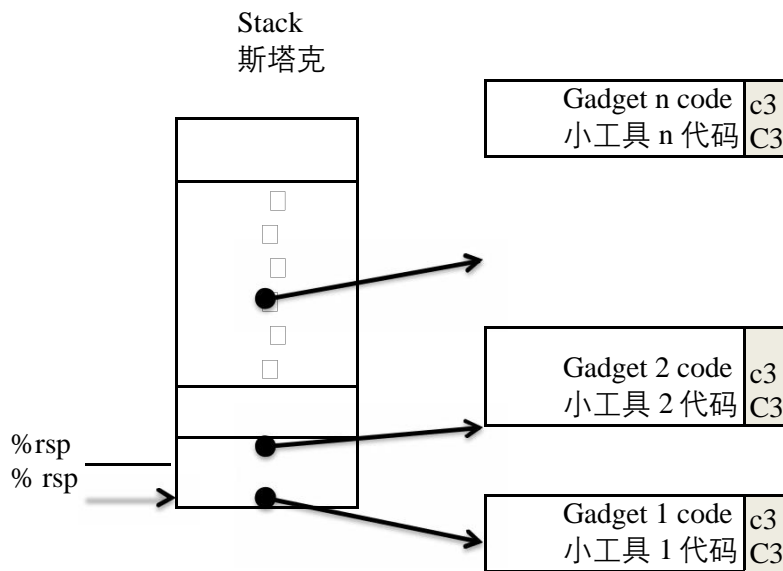 Stack
斯塔克
Gadget n code c3
小工具 n 代码 C3
Gadget 2 code c3
小工具 2 代码 C3
%rsp
% rsp
Gadget 1 code c3
小工具 1 代码 C3